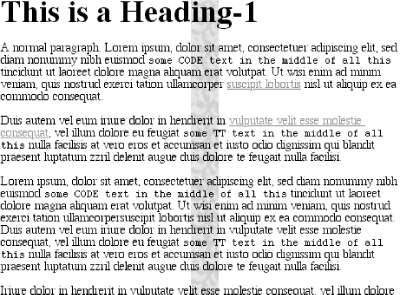 This is a Heading-1
A normal paragraph. Lorem ipsum, dolor sit amet, consectetuer adipiscing elit, sed
diam nonummy nibh euismod some CODE text in the middle of all this
tincidunt ut laoreet dolore magna aliquam erat volutpat. Ut wisi enim ad minim
veniam, quis nostrud exerci tation ullamcorper suscipit lobortis nisl ut aliquip ex ea
commodo consequat.
Duis autem vel eum iriure dolor in hendrerit in vulputate velit esse molestie
consequat, vel illum dolore eu feugiat some TT text in the middle of all
this nulla facilisis at vero eros et accumsan et iusto odio dignissim qui blandit
praesent luptatum zzril delenit augue duis dolore te feugait nulla facilisi.
Lorem ipsum, dolor sit amet, consectetuer adipiscing elit, sed diam nonummy nibh
euismod some CODE text in the middle of all this tincidunt ut laoreet
dolore magna aliquam erat volutpat. Ut wisi enim ad minim veniam, quis nostrud
exerci tation ullamcorpersuscipit lobortis nisl ut aliquip ex ea commodo consequat.
Duis autem vel eum iriure dolor in hendrerit in vulputate velit esse molestie
consequat, vel illum dolore eu feugiat some TT text in the middle of all
this nulla facilisis at vero eros et accumsan et iusto odio dignissim qui blandit
praesent luptatum zzril delenit augue duis dolore te feugait nulla facilisi.
Iriure dolor in hendrerit in vulputate velit esse molestie consequat, vel illum dolore